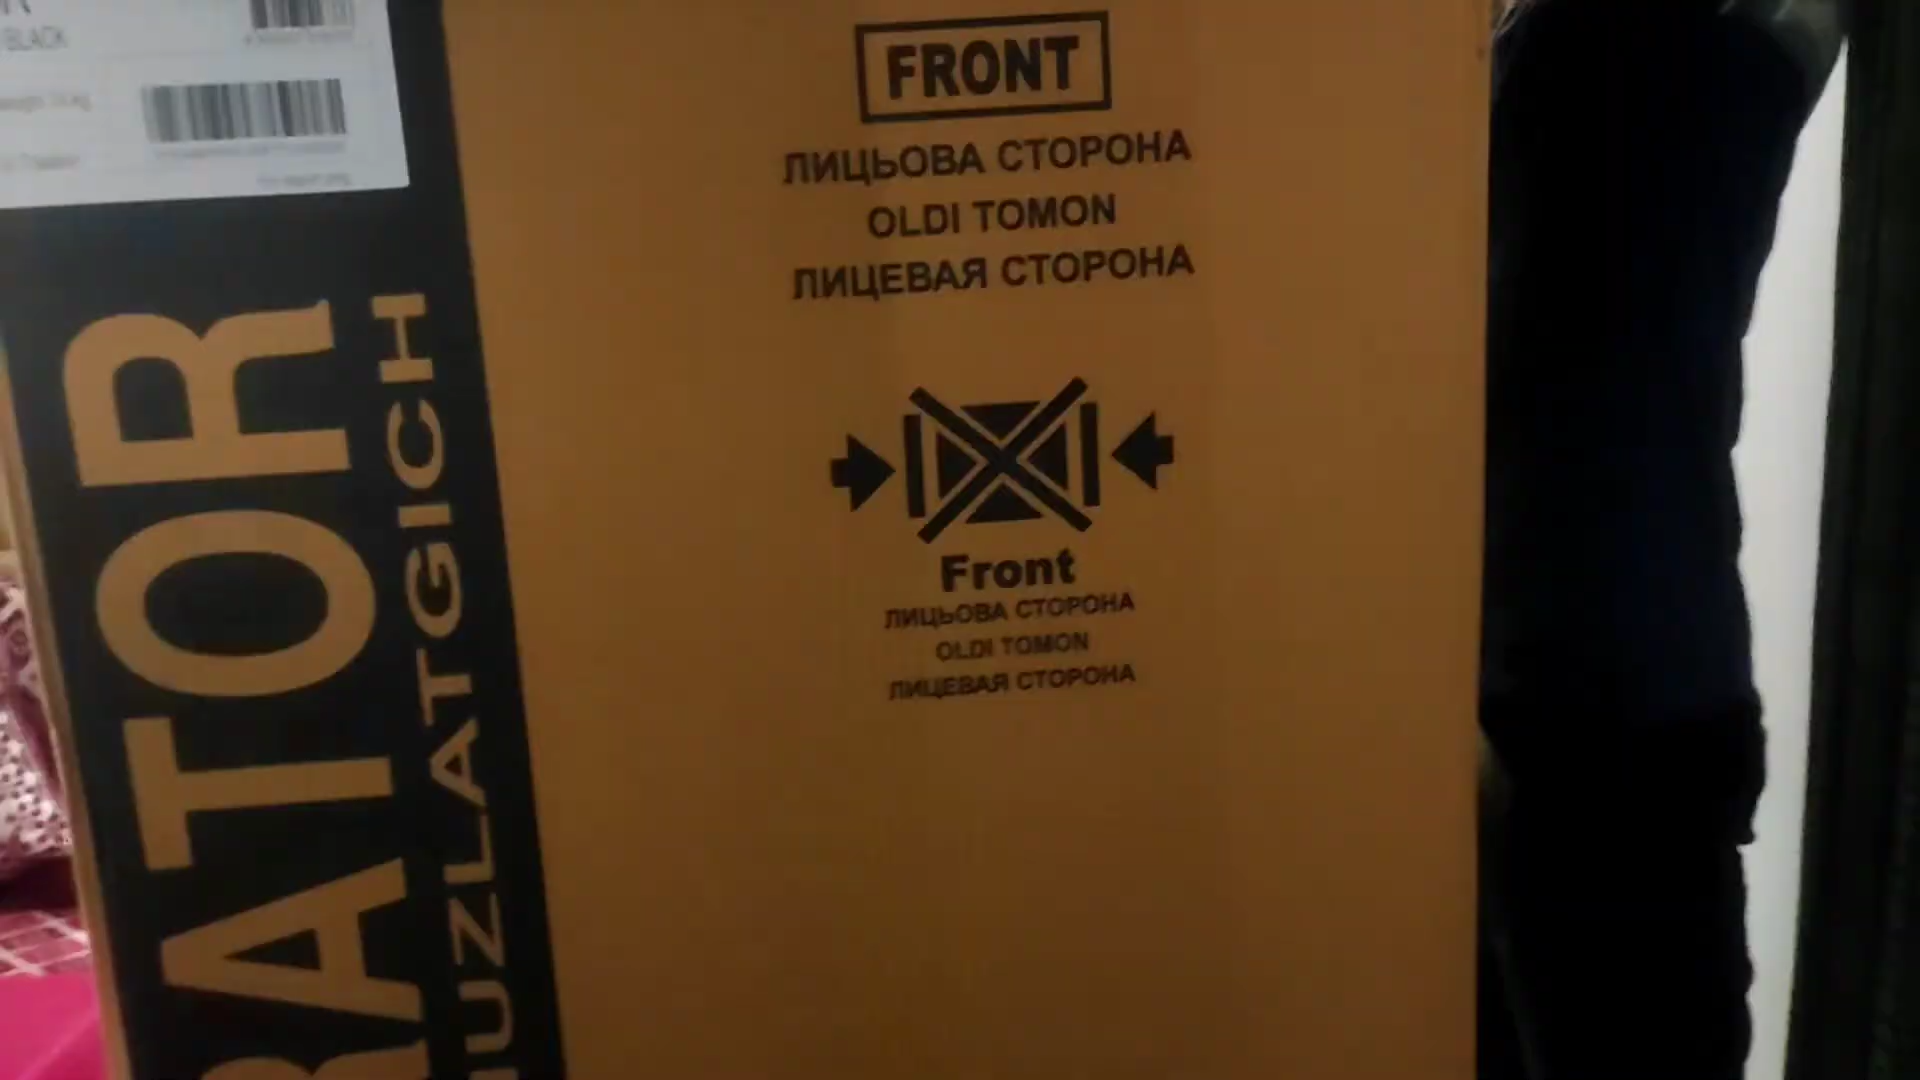 BLACK
FRONT
ЛИЦЬОВА СТОРОНА
OLDI TOMON
ЛИЦЕВАЯ СТОРОНА
Front
ЛИЦЬОВА СТОРОНА
OLDI TOMON
ЛИЦЕВАЯ СТОРОНА
RATOR
UZLATGICH